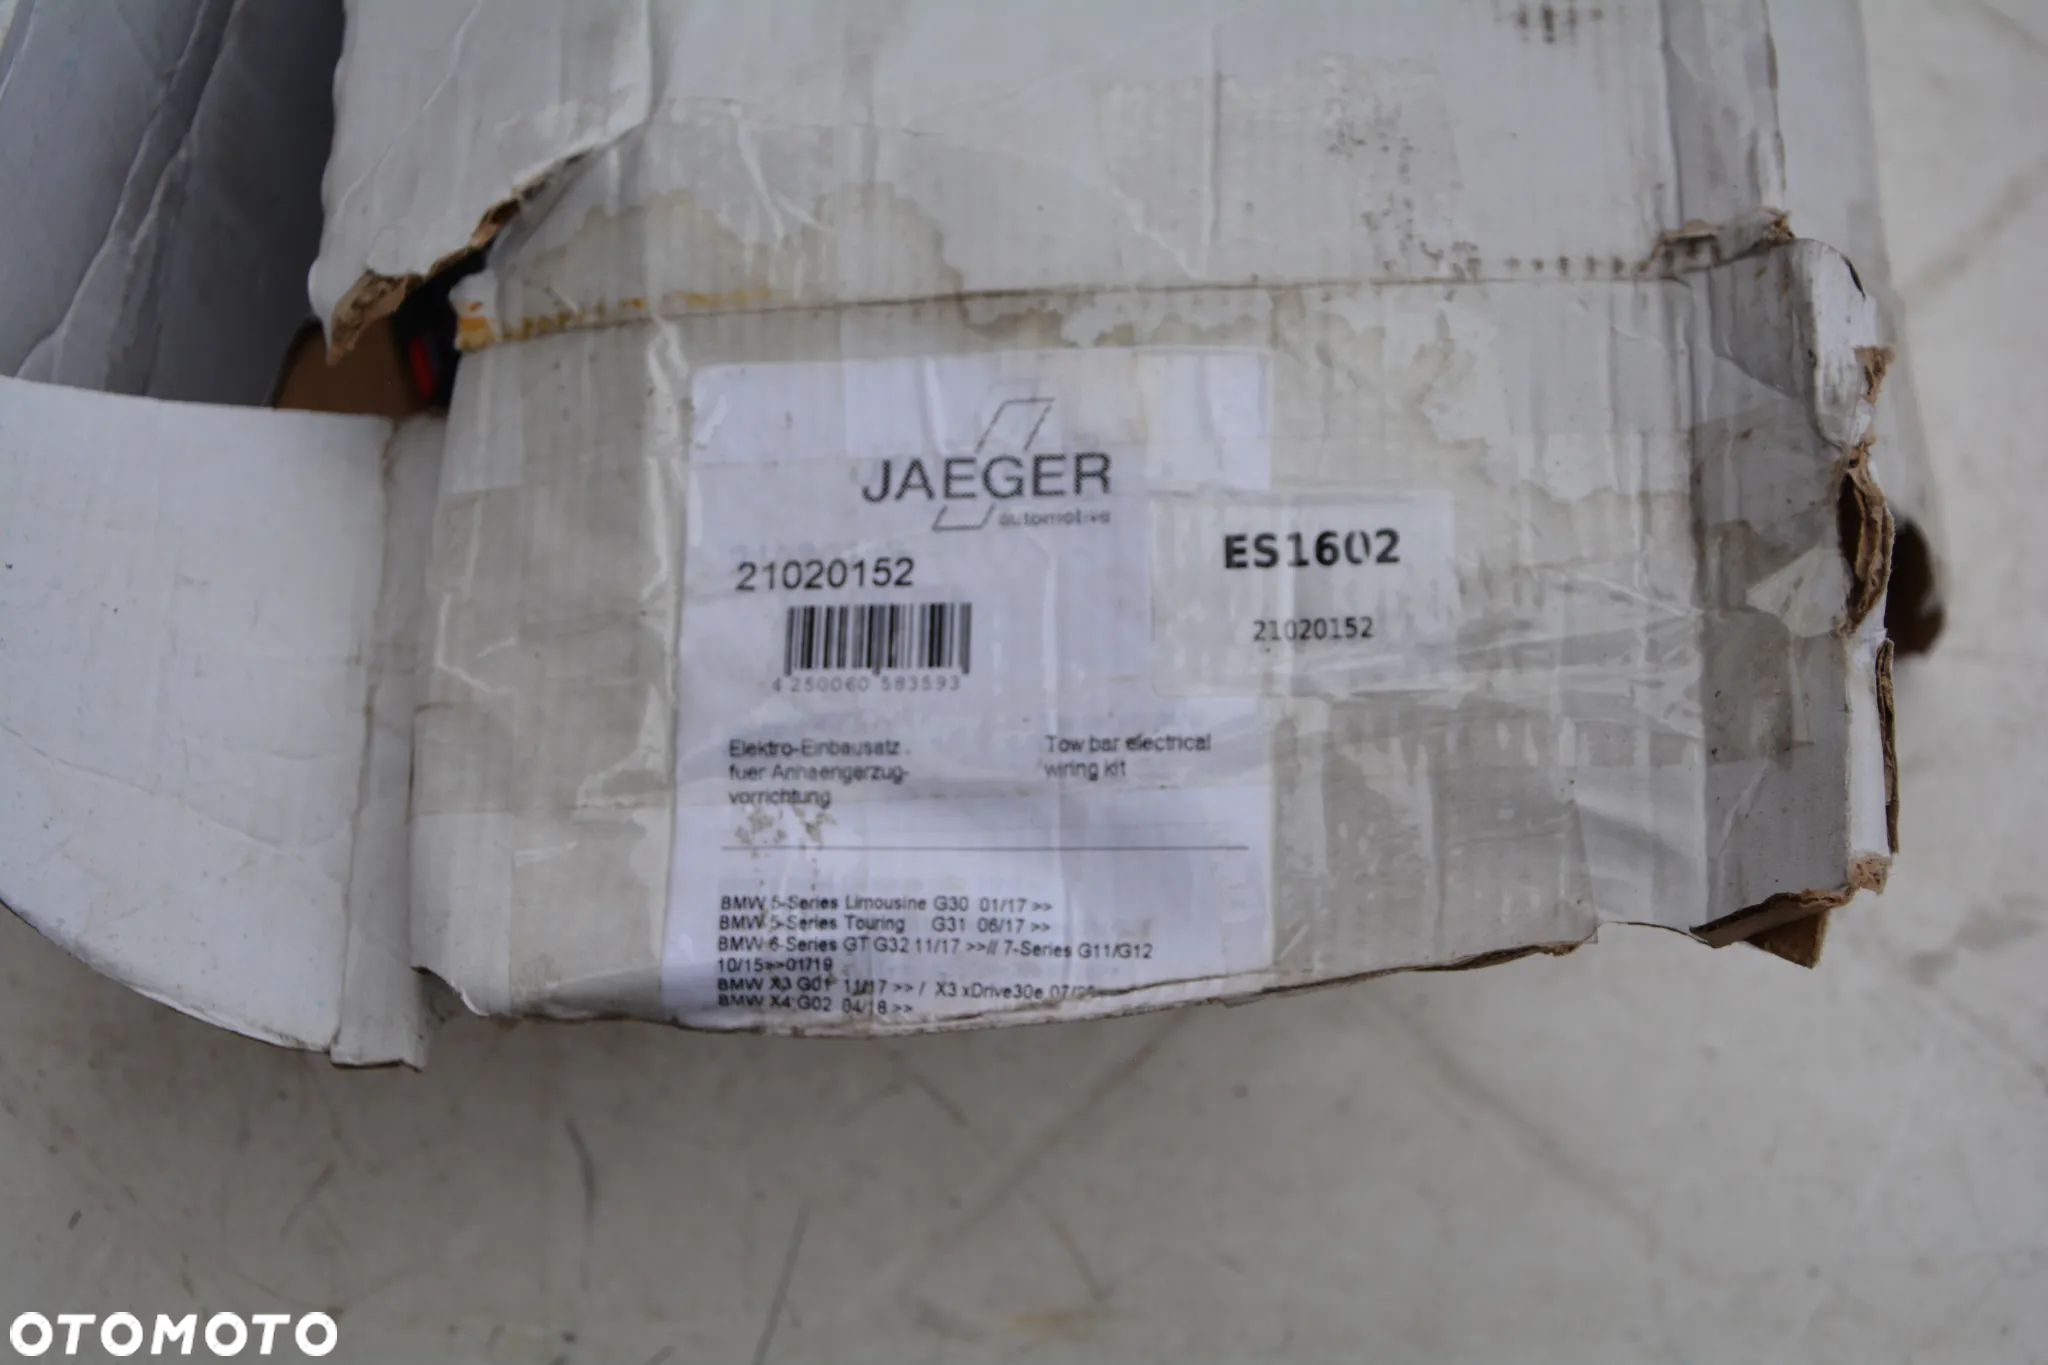 JAEGER
automotive
21020152
4 250060 583593
ES1602
21020152
Elektro-Einbausatz
fuer Anhaengerzug-
vorrichtung
Tow bar electrical
wiring kit
BMW 5-Series Limousine G30 01/17 >>
BMW 5-Series Touring G31 06/17 >>
BMW 6-Series GT G32 11/17 >>// 7-Series G11/G12
10/15>>01/19
BMW X3 G01 11/17 >> / X3 xDrive30e
BMW X4 G02 04/18 >>
OTOMOTO